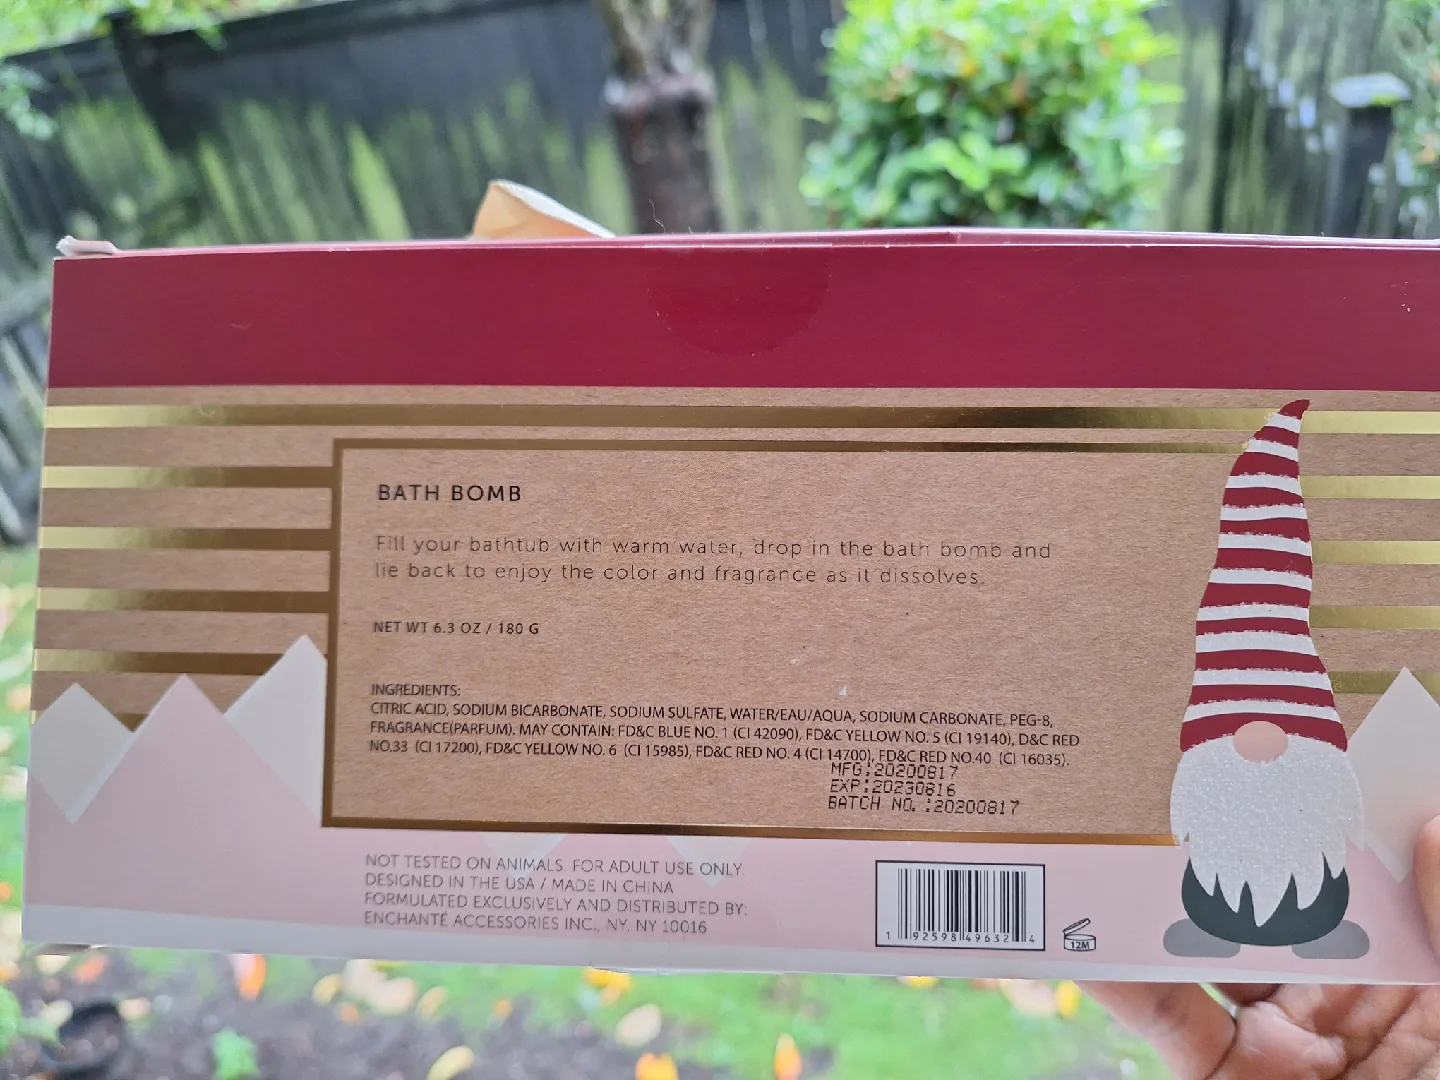 BATH BOMB
Fill your bathtub with warm water, drop in the bath bomb and
lie back to enjoy the color and fragrance as it dissolves.
NET WT 6.3 OZ / 180 G
INGREDIENTS:
CITRIC ACID, SODIUM BICARBONATE, SODIUM SULFATE, WATER/EAU/AQUA, SODIUM CARBONATE, PEG-8,
FRAGRANCE(PARFUM). MAY CONTAIN: FD&C BLUE NO. 1 (CI 42090), FD&C YELLOW NO. 5 (CI 19140), D&C RED
NO.33 (CI 17200), FD&C YELLOW NO. 6 (CI 15985), FD&C RED NO. 4 (CI 14700), FD&C RED NO.40 (CI 16035).
MFG:20200817
EXP:20230816
BATCH NO. :20200817
NOT TESTED ON ANIMALS. FOR ADULT USE ONLY.
DESIGNED IN THE USA / MADE IN CHINA
FORMULATED EXCLUSIVELY AND DISTRIBUTED BY:
ENCHANTÉ ACCESSORIES INC., NY, NY 10016
1 92598 49632 4
12M